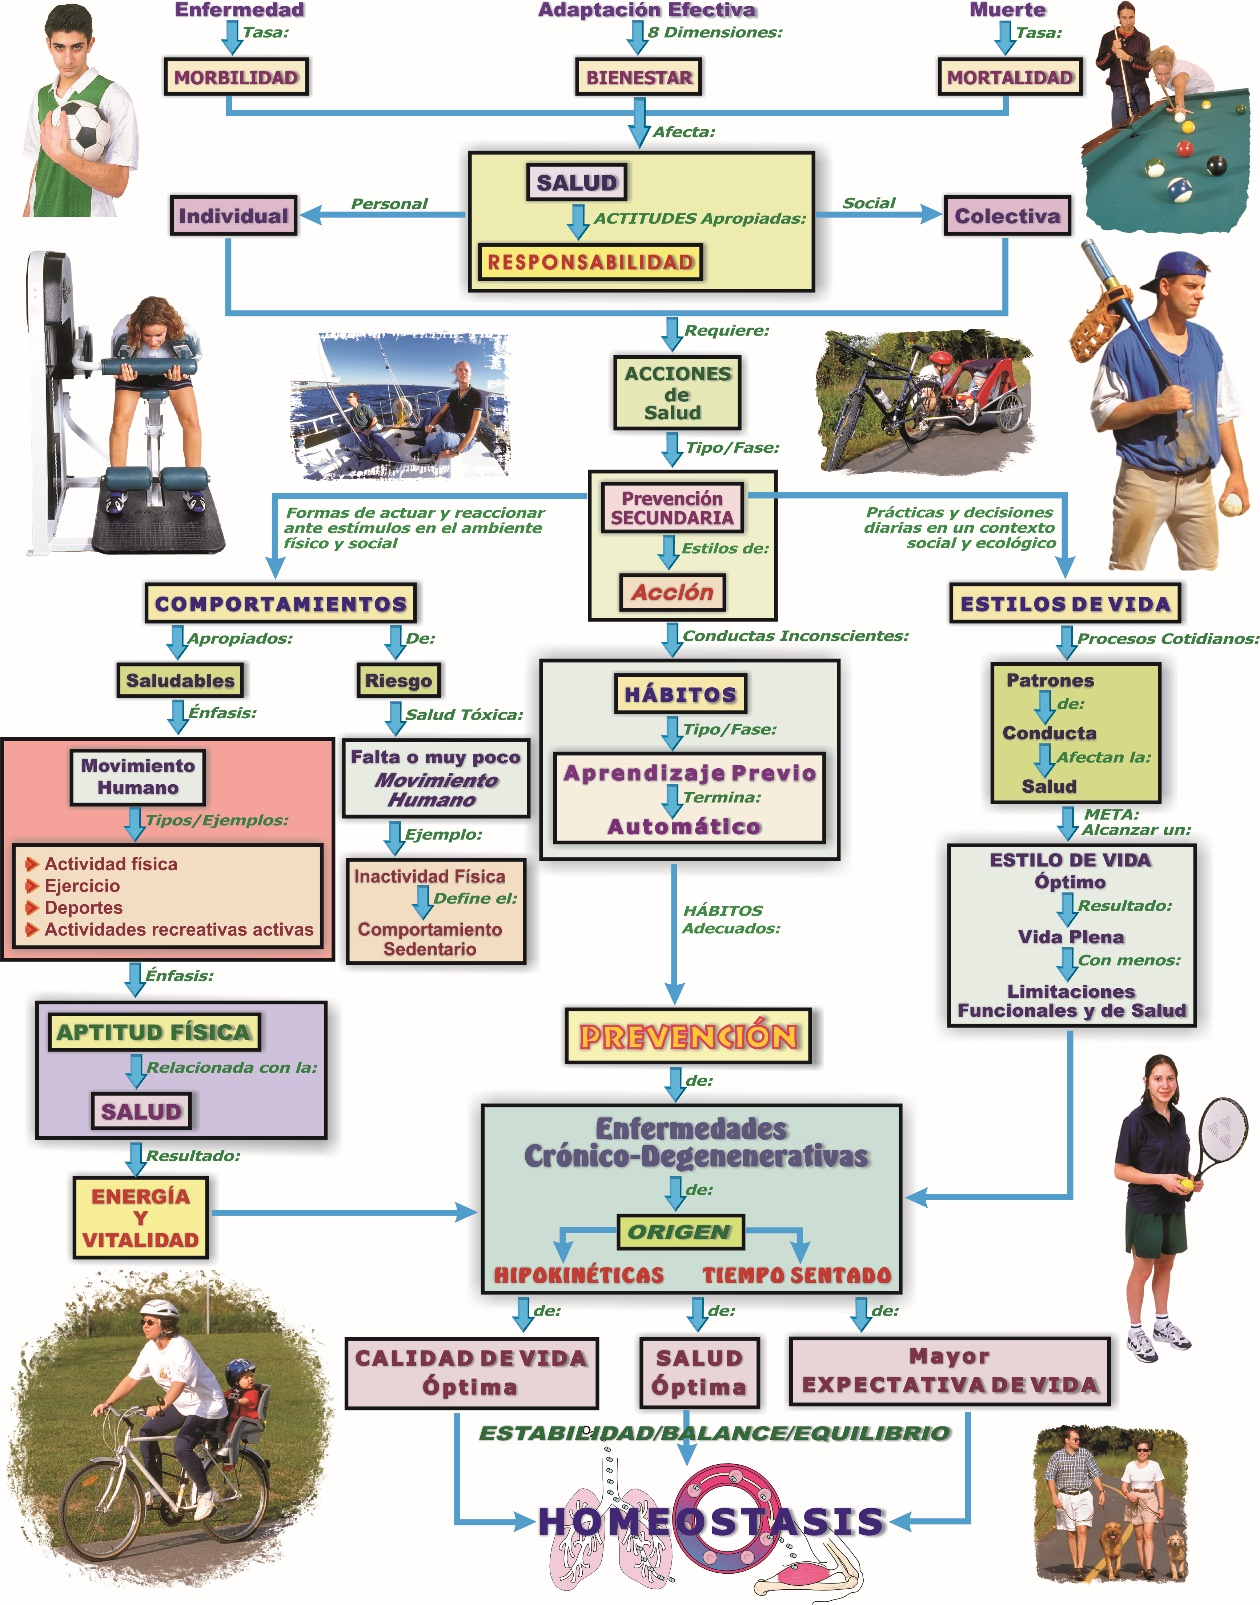 Enfermedad
Adaptación Efectiva
Muerte
Tasa:
8 Dimensiones:
Tasa:
MORBILIDAD
BIENESTAR
MORTALIDAD
Afecta:
SALUD
ACTITUDES Apropiadas:
RESPONSABILIDAD
Personal
Individual
Social
Colectiva
Requiere:
ACCIONES
de
Salud
Tipo/Fase:
Prevención
SECUNDARIA
Estilos de:
Acción
Formas de actuar y reaccionar
ante estímulos en el ambiente
físico y social
Prácticas y decisiones
diarias en un contexto
social y ecológico
COMPORTAMIENTOS
Apropiados:
De:
Saludables
Riesgo
Énfasis:
Salud Tóxica:
Movimiento
Humano
Tipos/Ejemplos:
Actividad física
Ejercicio
Deportes
Actividades recreativas activas
Falta o muy poco
Movimiento
Humano
Ejemplo:
Inactividad Física
Define el:
Comportamiento
Sedentario
Énfasis:
APTITUD FÍSICA
Relacionada con la:
SALUD
Resultado:
ENERGÍA
Y
VITALIDAD
Conductas Inconscientes:
HÁBITOS
Tipo/Fase:
Aprendizaje Previo
Termina:
Automático
HÁBITOS
Adecuados:
ESTILOS DE VIDA
Procesos Cotidianos:
Patrones
de:
Conducta
Afectan la:
Salud
META:
Alcanzar un:
ESTILO DE VIDA
Óptimo
Resultado:
Vida Plena
Con menos:
Limitaciones
Funcionales y de Salud
PREVENCIÓN
de:
Enfermedades
Crónico-Degenenerativas
de:
ORIGEN
HIPOKINÉTICAS
TIEMPO SENTADO
de:
de:
de:
CALIDAD DE VIDA
Óptima
SALUD
Óptima
Mayor
EXPECTATIVA DE VIDA
ESTABILIDAD/BALANCE/EQUILIBRIO
HOMEOSTASIS